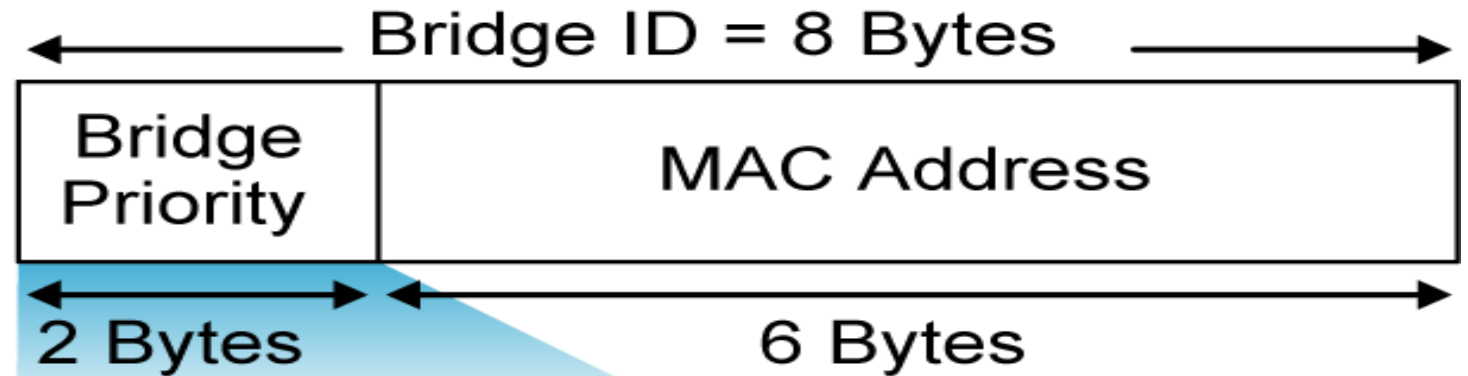 Bridge ID = 8 Bytes
Bridge
Priority
MAC Address
2 Bytes
6 Bytes